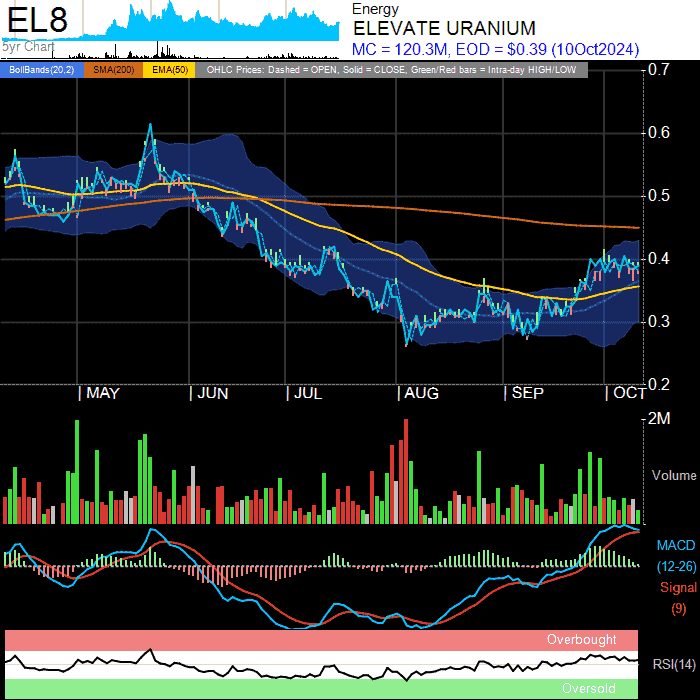 EL8
5yr Chart
Energy
ELEVATE URANIUM
MC = 120.3M, EOD = $0.39 (10Oct2024)
BollBands(20,2) SMA(200) EMA(50) OHLC Prices: Dashed = OPEN, Solid = CLOSE, Green/Red bars = Intra-day HIGH/LOW
0.7
0.6
0.5
0.4
0.3
0.2
| MAY | JUN | JUL | AUG | SEP | OCT
2M
Volume
MACD
(12-26)
Signal
(9)
Overbought
RSI(14)
Oversold